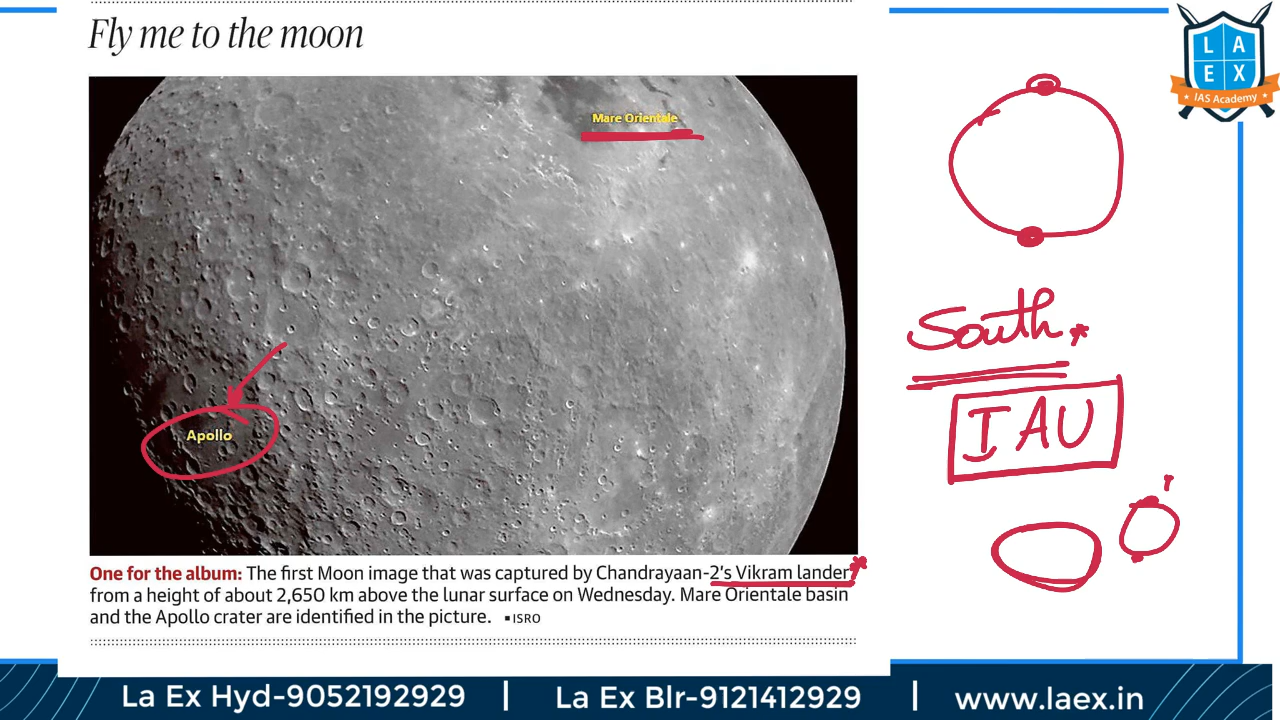 Fly me to the moon
L A
E X
IAS Academy
Mare Orientale
South *
IAU
Apollo
One for the album: The first Moon image that was captured by Chandrayaan-2's Vikram lander
from a height of about 2,650 km above the lunar surface on Wednesday. Mare Orientale basin
and the Apollo crater are identified in the picture. ▪ISRO
La Ex Hyd-9052192929 | La Ex Blr-9121412929 | www.laex.in